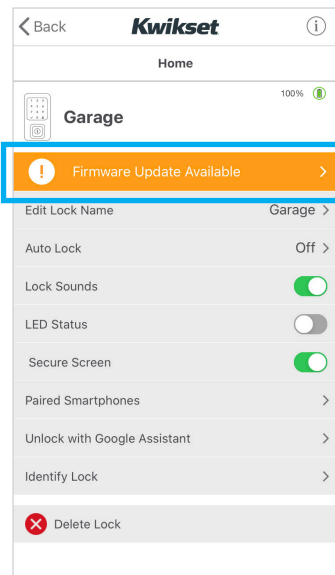 Back Kwikset i
Home
100%
Garage
! Firmware Update Available
Edit Lock Name Garage
Auto Lock Off
Lock Sounds
LED Status
Secure Screen
Paired Smartphones
Unlock with Google Assistant
Identify Lock
Delete Lock